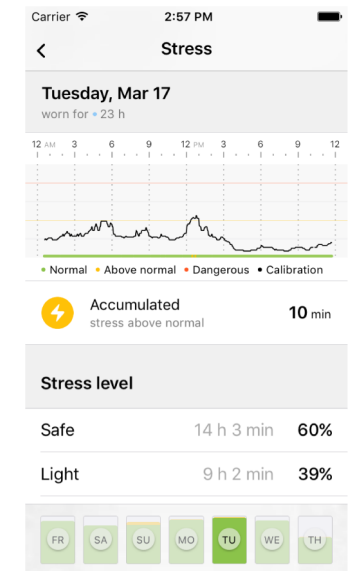 Carrier 2:57 PM
Stress
Tuesday, Mar 17
worn for • 23 h
12 AM 3 6 9 12 PM 3 6 9 12
• Normal • Above normal • Dangerous • Calibration
Accumulated
stress above normal
10 min
Stress level
Safe 14 h 3 min 60%
Light 9 h 2 min 39%
FR SA SU MO TU WE TH